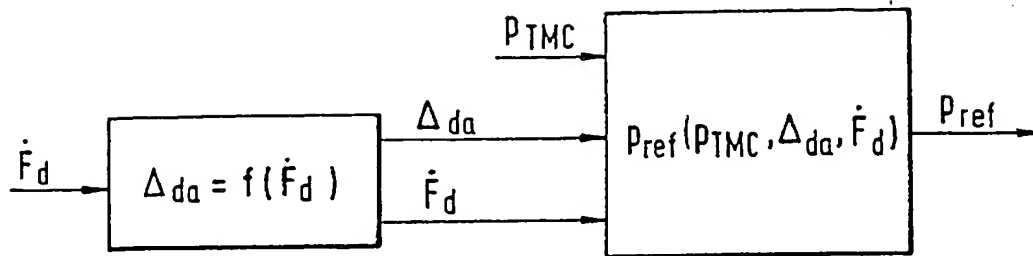 P_TMC
Ḟ_d
Δ_da = f(Ḟ_d)
Δ_da
Ḟ_d
P_ref(P_TMC, Δ_da, Ḟ_d)
P_ref